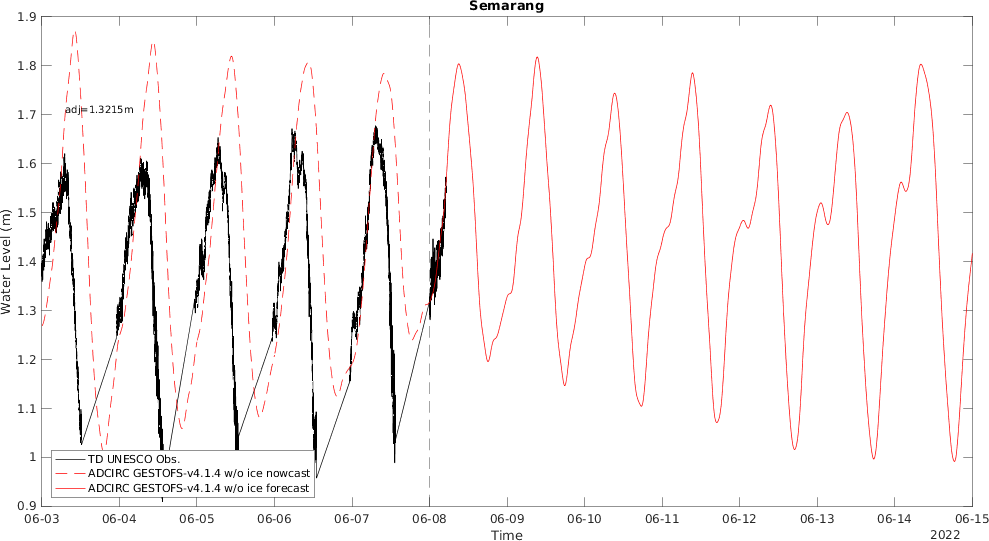 Semarang
1.9
1.8
1.7
1.6
1.5
1.4
1.3
1.2
1.1
1
0.9
Water Level (m)
adj=1.3215m
TD UNESCO Obs.
ADCIRC GESTOFS-v4.1.4 w/o ice nowcast
ADCIRC GESTOFS-v4.1.4 w/o ice forecast
06-03 06-04 06-05 06-06 06-07 06-08 06-09 06-10 06-11 06-12 06-13 06-14 06-15
Time
2022